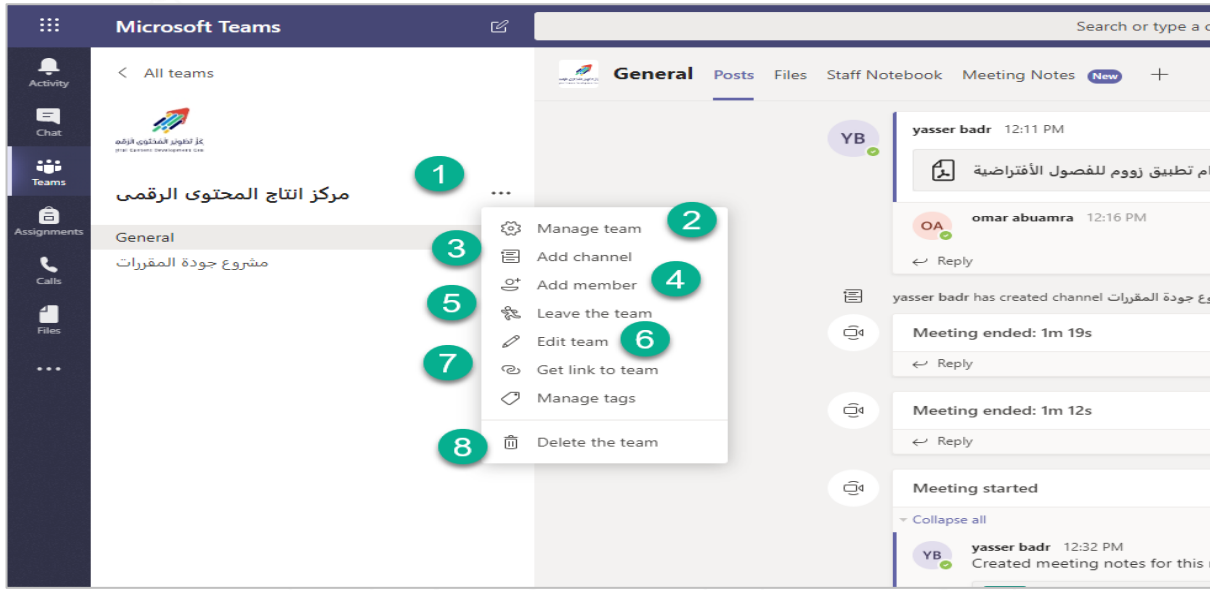 Microsoft Teams
Search or type a c
Activity
Chat
Teams
Assignments
Calls
Files
All teams
مركز انتاج المحتوى الرقمى
General
مشروع جودة المقررات
1
2
3
4
5
6
7
8
Manage team
Add channel
Add member
Leave the team
Edit team
Get link to team
Manage tags
Delete the team
General Posts Files Staff Notebook Meeting Notes New
YB
yasser badr 12:11 PM
ام تطبيق زووم للفصول الأفتراضية
OA
omar abuamra 12:16 PM
Reply
yasser badr has created channel وع جودة المقررات
Meeting ended: 1m 19s
Reply
Meeting ended: 1m 12s
Reply
Meeting started
Collapse all
YB
yasser badr 12:32 PM
Created meeting notes for this